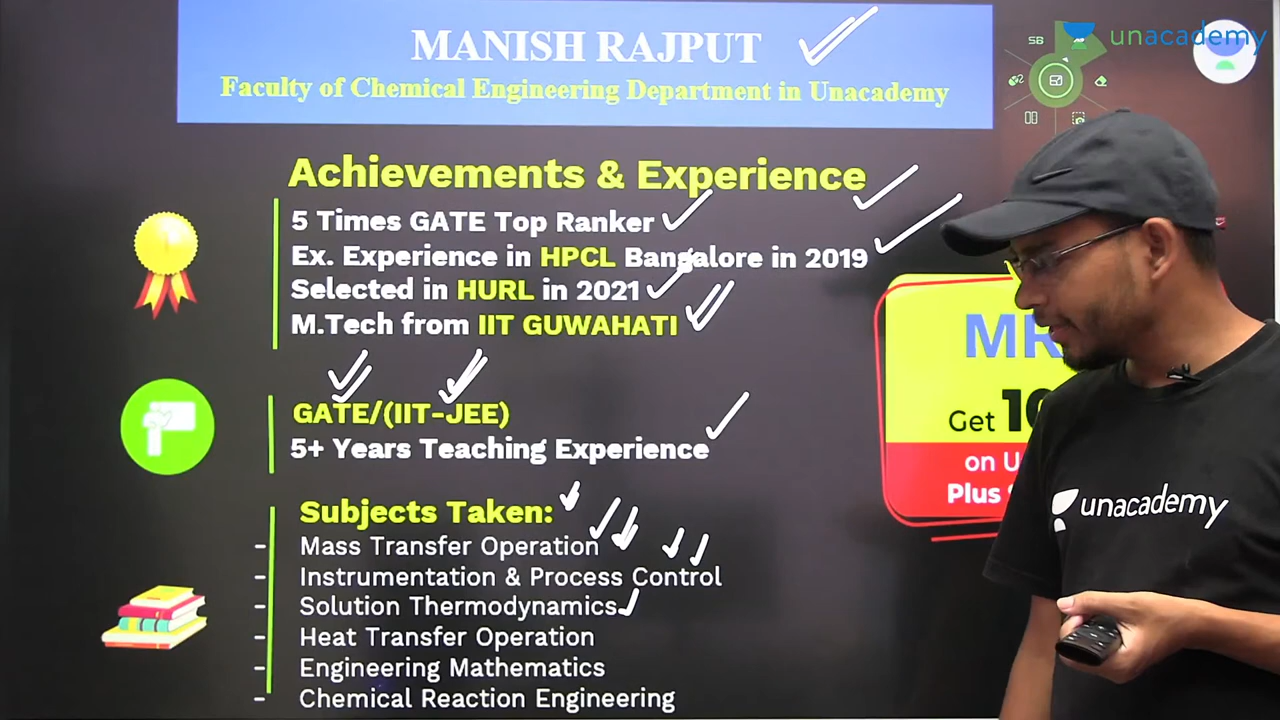 MANISH RAJPUT
Faculty of Chemical Engineering Department in Unacademy
SB
unacademy
Achievements & Experience
5 Times GATE Top Ranker
Ex. Experience in HPCL Bangalore in 2019
Selected in HURL in 2021
M.Tech from IIT GUWAHATI
GATE/(IIT-JEE)
5+ Years Teaching Experience
Subjects Taken:
- Mass Transfer Operation
- Instrumentation & Process Control
- Solution Thermodynamics
- Heat Transfer Operation
- Engineering Mathematics
- Chemical Reaction Engineering
Get
on
Plus
unacademy